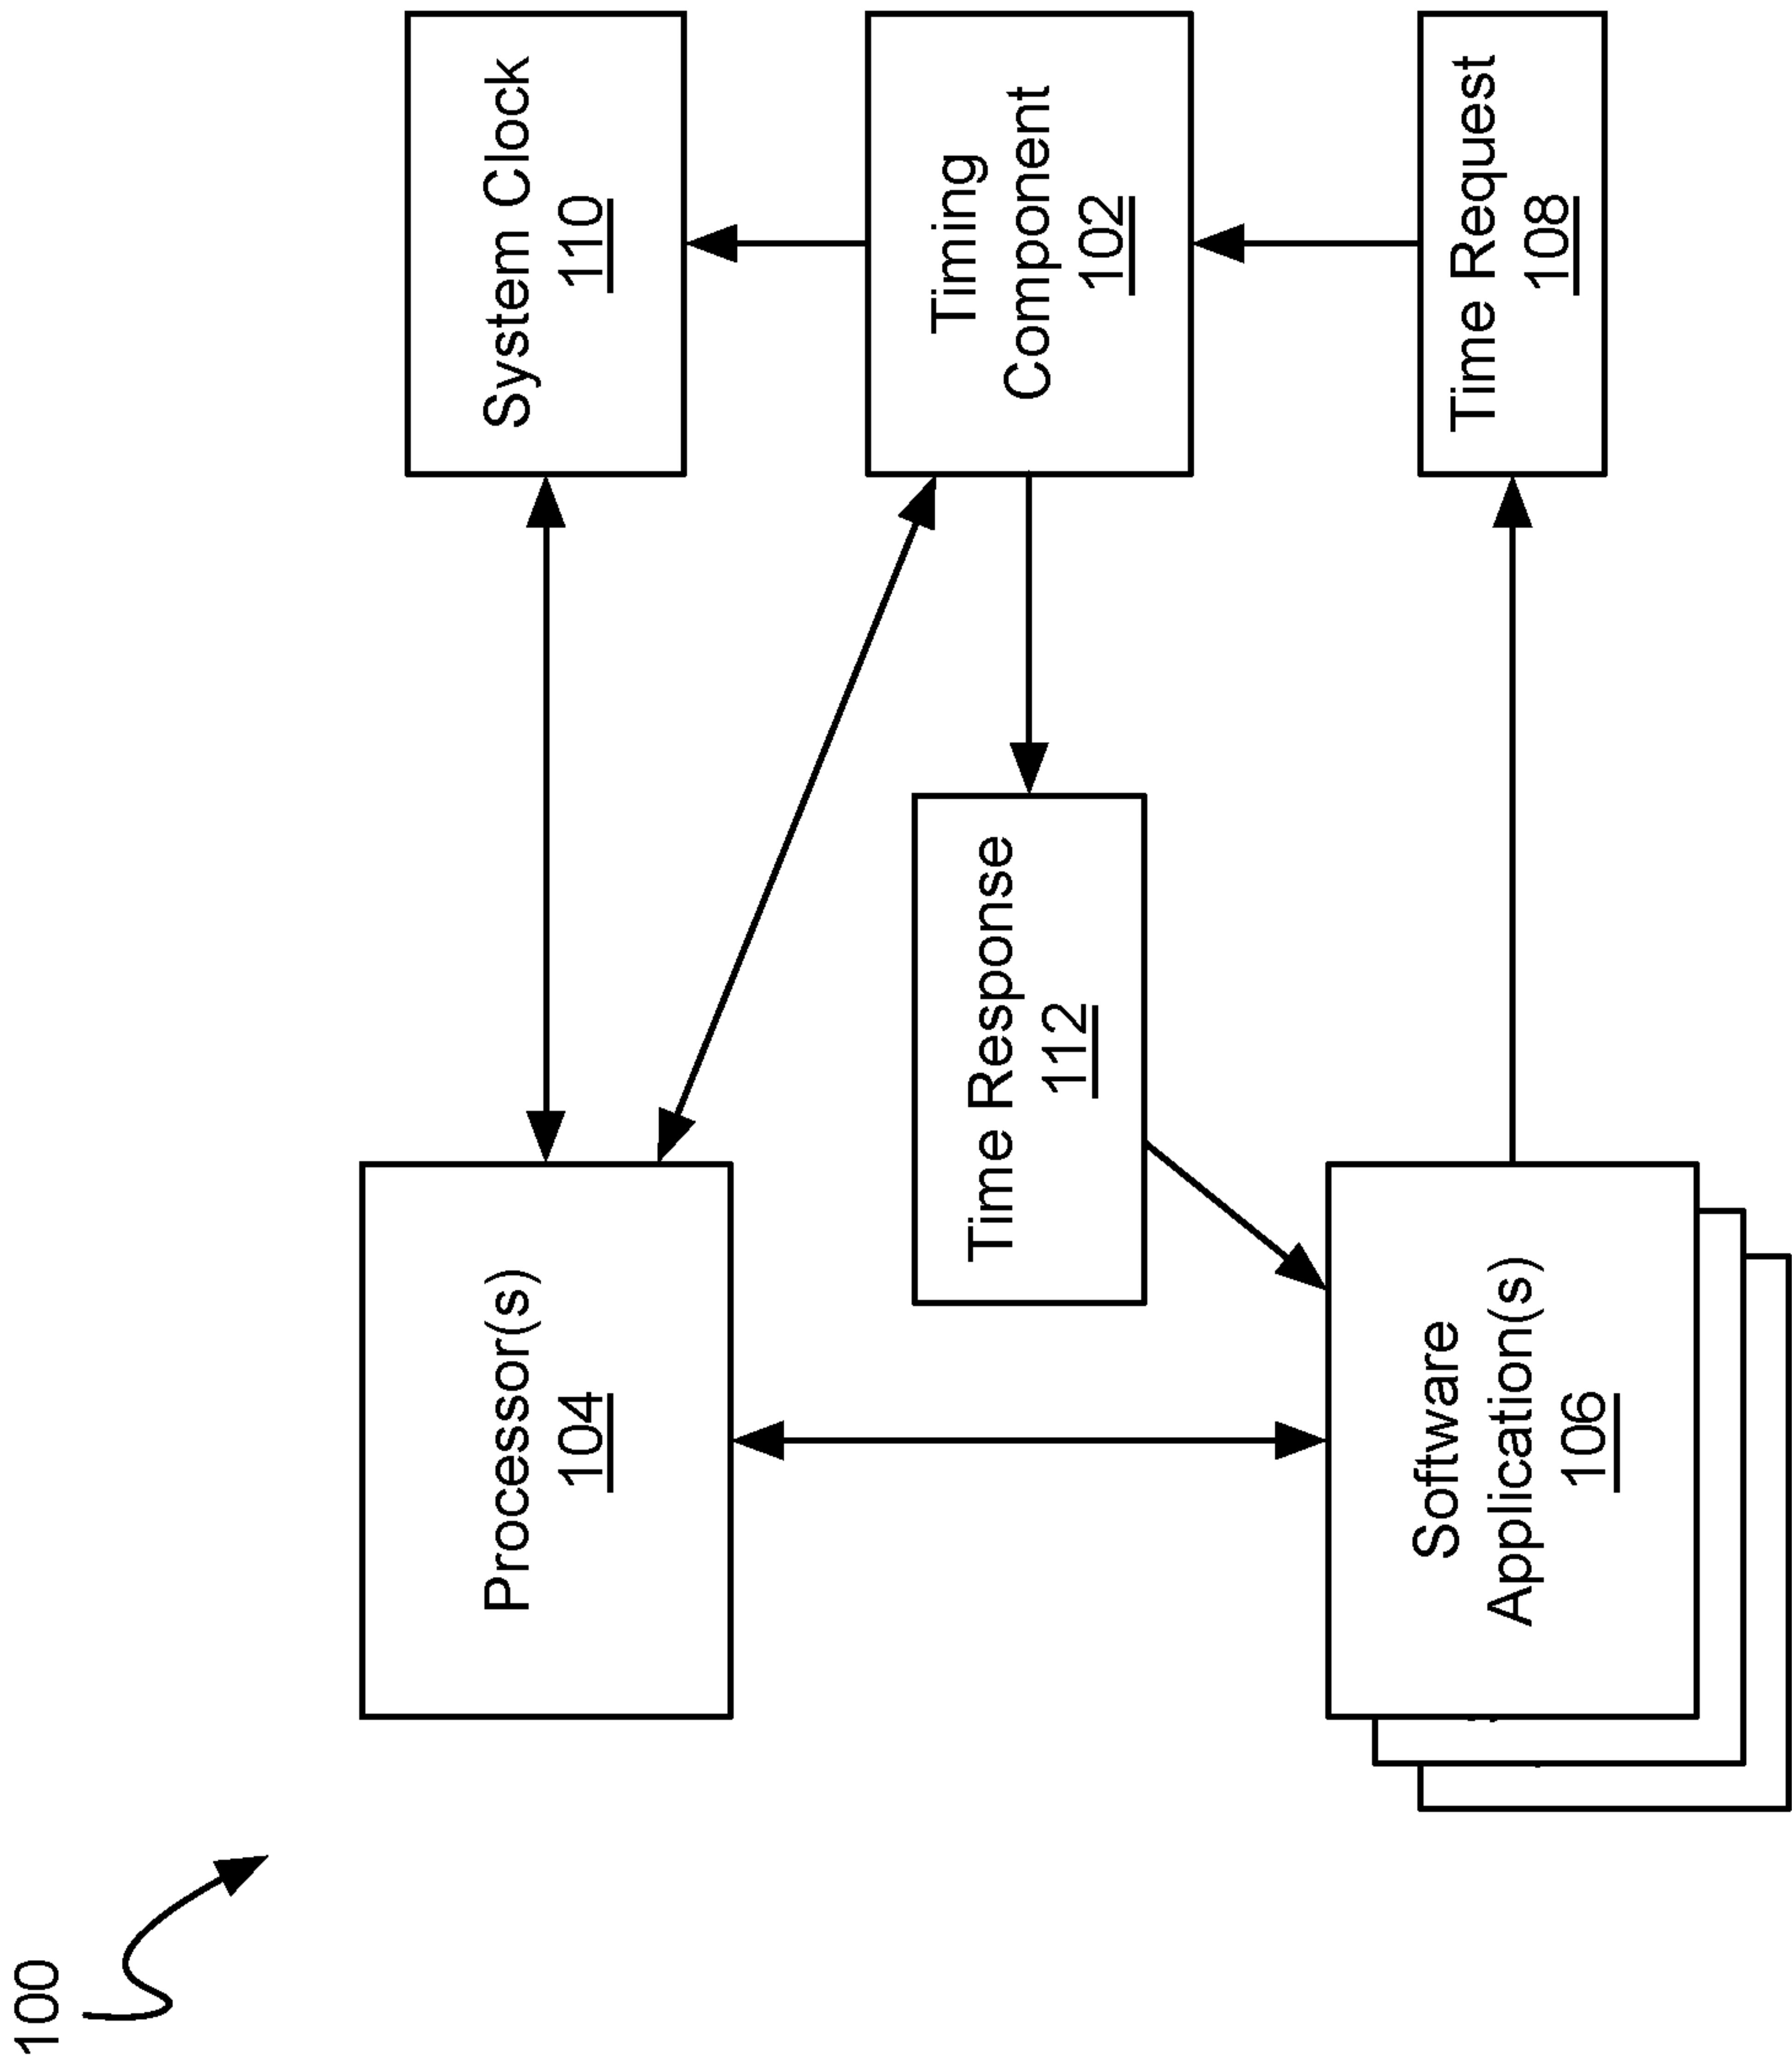 100
Processor(s)
104
System Clock
110
Time Response
112
Timing
Component
102
Software
Application(s)
106
Time Request
108